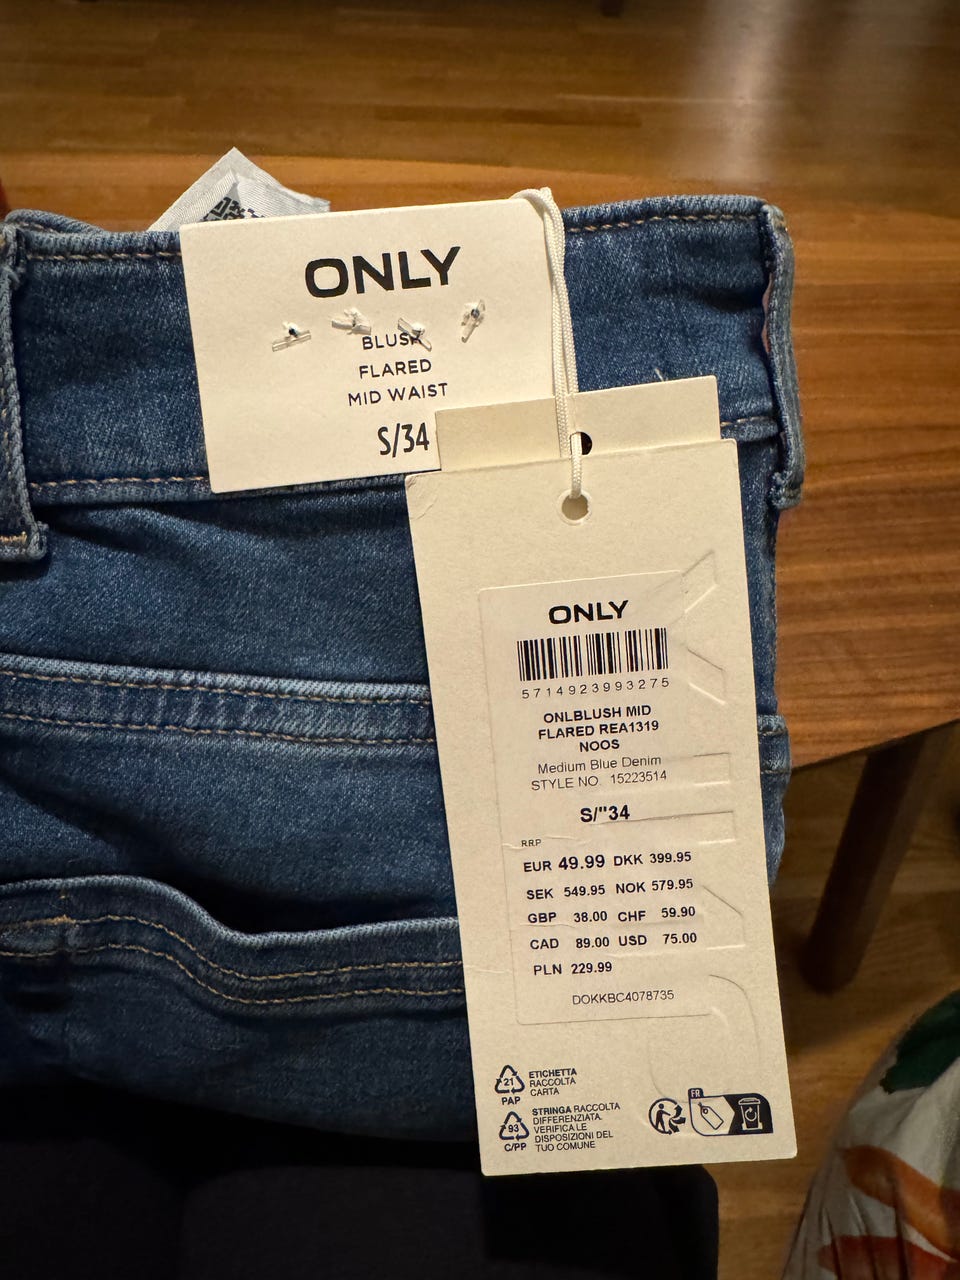 ONLY
BLUSH
FLARED
MID WAIST
S/34
ONLY
5714923993275
ONLBLUSH MID
FLARED REA1319
NOOS
Medium Blue Denim
STYLE NO. 15223514
S/"34
RRP
EUR 49.99 DKK 399.95
SEK 549.95 NOK 579.95
GBP 38.00 CHF 59.90
CAD 89.00 USD 75.00
PLN 229.99
DOKKBC4078735
21
PAP
ETICHETTA
RACCOLTA
CARTA
93
C/PP
STRINGA RACCOLTA
DIFFERENZIATA.
VERIFICA LE
DISPOSIZIONI DEL
TUO COMUNE
FR